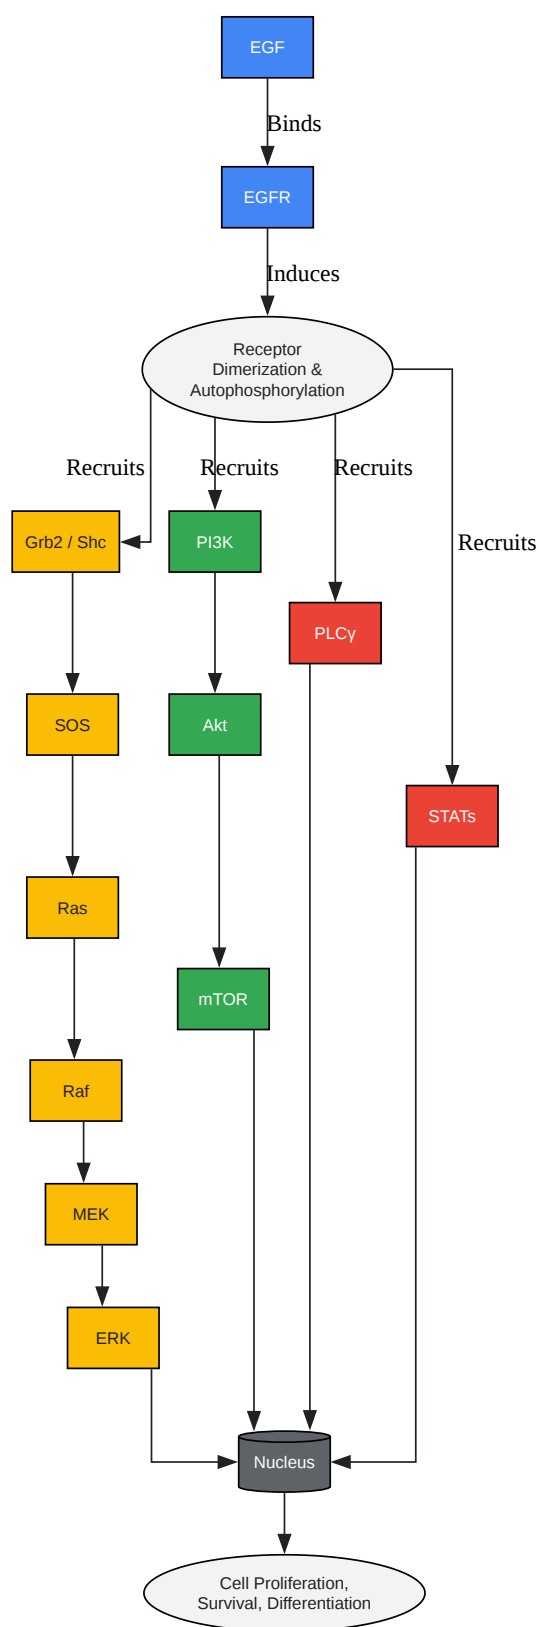 EGF
Binds
EGFR
Induces
Receptor
Dimerization &
Autophosphorylation
Recruits
Recruits
Recruits
Recruits
Grb2 / Shc
PI3K
PLCγ
SOS
Akt
STATs
Ras
mTOR
Raf
MEK
ERK
Nucleus
Cell Proliferation,
Survival, Differentiation